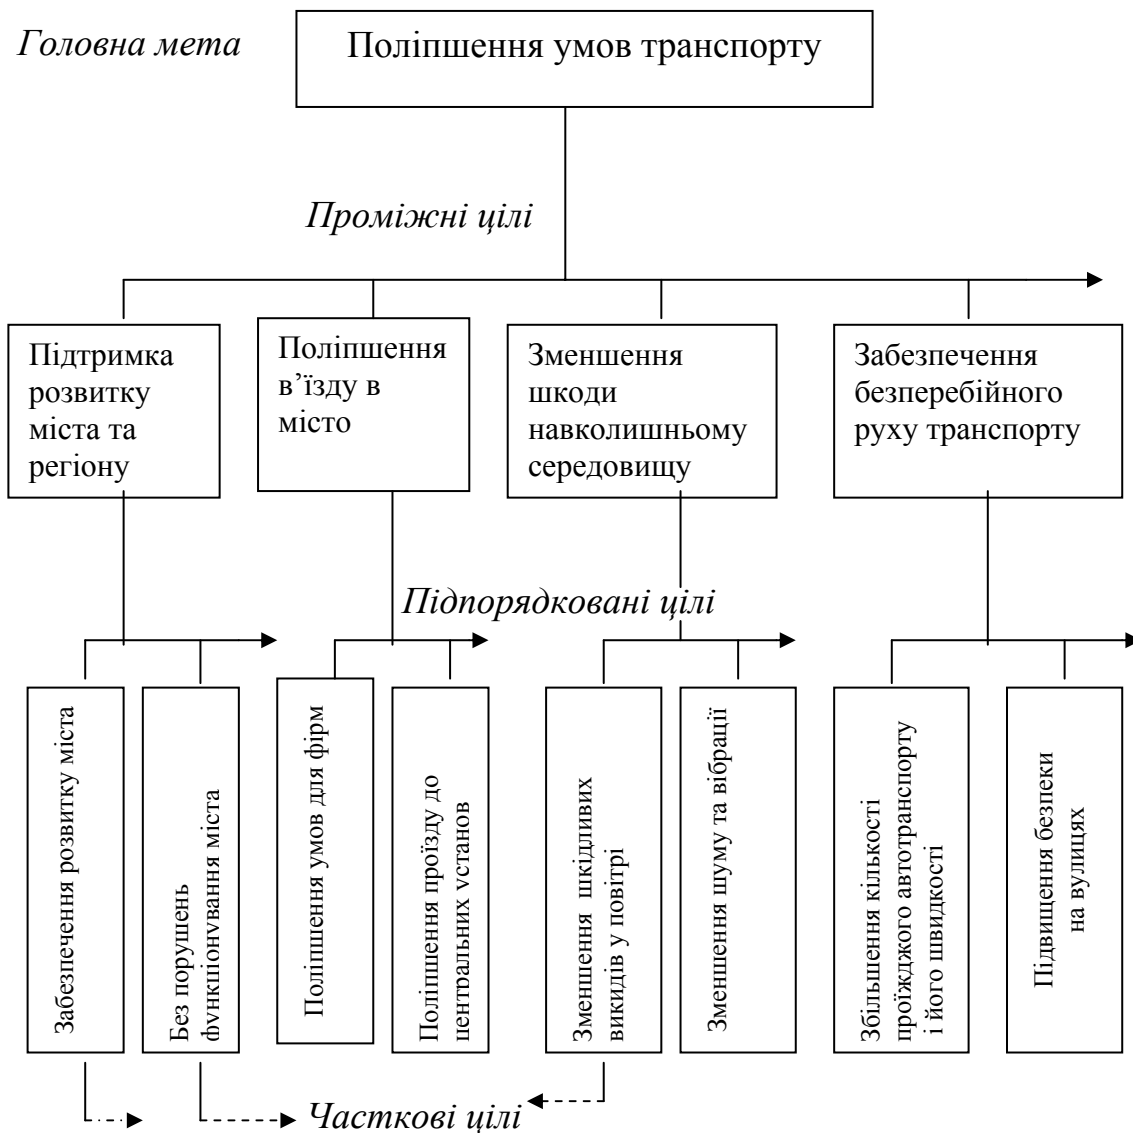 Головна мета
Поліпшення умов транспорту
Проміжні цілі
Підтримка
розвитку
міста та
регіону
Поліпшення
в’їзду в
місто
Зменшення
шкоди
навколишньому
середовищу
Забезпечення
безперебійного
руху транспорту
Підпорядковані цілі
Забезпечення розвитку міста
Без порушень
функціонування міста
Поліпшення умов для фірм
Поліпшення проїзду до
центральних установ
Зменшення шкідливих
викидів у повітрі
Зменшення шуму та вібрації
Збільшення кількості
проїжджого автотранспорту
і його швидкості
Підвищення безпеки
на вулицях
Часткові цілі